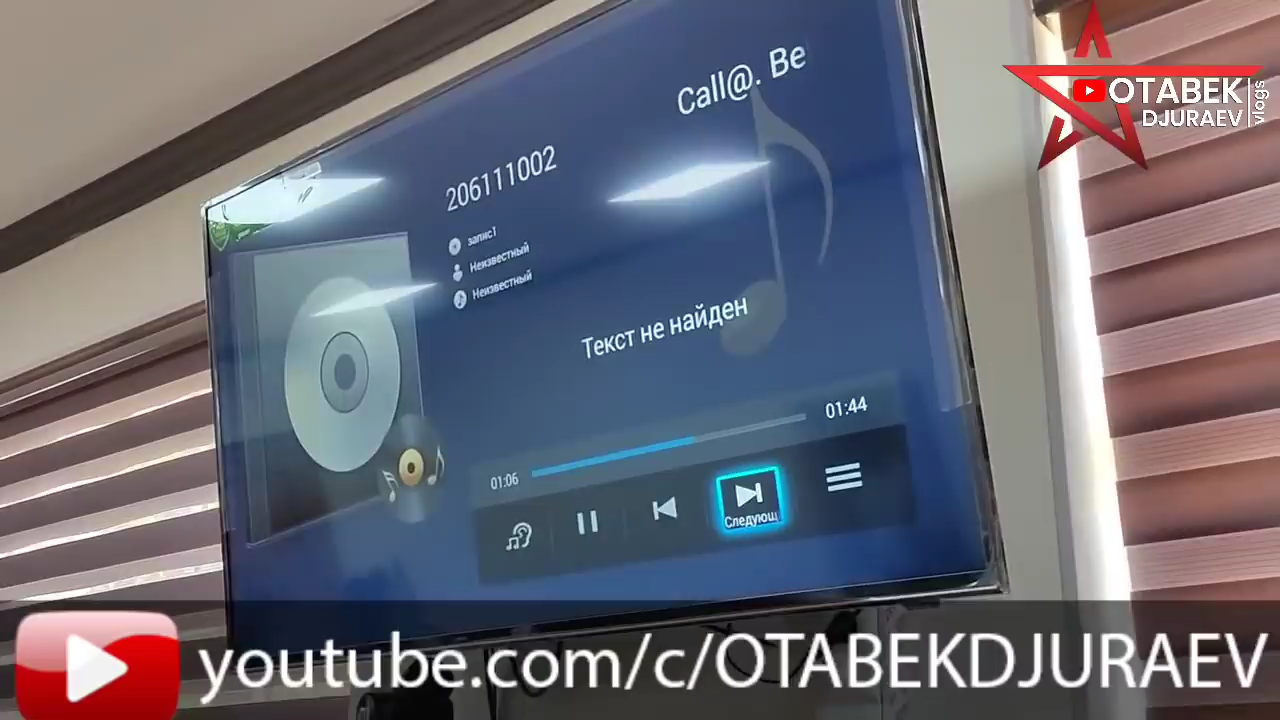 Call@. Be
OTABEK
DJURAEV
vlogs
206111002
запис1
Неизвестный
Неизвестный
Текст не найден
01:06
01:44
Следующ
youtube.com/c/OTABEKDJURAEV